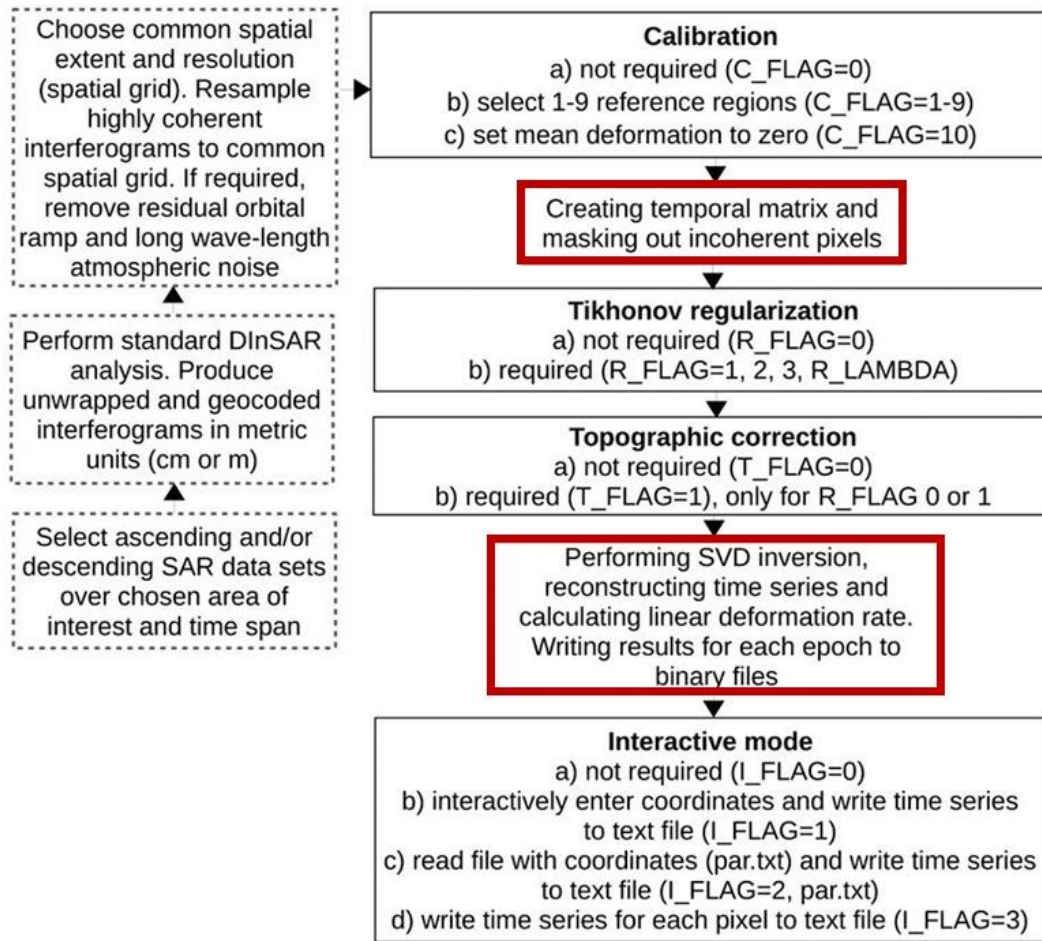 Choose common spatial
extent and resolution
(spatial grid). Resample
highly coherent
interferograms to common
spatial grid. If required,
remove residual orbital
ramp and long wave-length
atmospheric noise
Perform standard DInSAR
analysis. Produce
unwrapped and geocoded
interferograms in metric
units (cm or m)
Select ascending and/or
descending SAR data sets
over chosen area of
interest and time span
Calibration
a) not required (C_FLAG=0)
b) select 1-9 reference regions (C_FLAG=1-9)
c) set mean deformation to zero (C_FLAG=10)
Creating temporal matrix and
masking out incoherent pixels
Tikhonov regularization
a) not required (R_FLAG=0)
b) required (R_FLAG=1, 2, 3, R_LAMBDA)
Topographic correction
a) not required (T_FLAG=0)
b) required (T_FLAG=1), only for R_FLAG 0 or 1
Performing SVD inversion,
reconstructing time series and
calculating linear deformation rate.
Writing results for each epoch to
binary files
Interactive mode
a) not required (I_FLAG=0)
b) interactively enter coordinates and write time series
to text file (I_FLAG=1)
c) read file with coordinates (par.txt) and write time series
to text file (I_FLAG=2, par.txt)
d) write time series for each pixel to text file (I_FLAG=3)